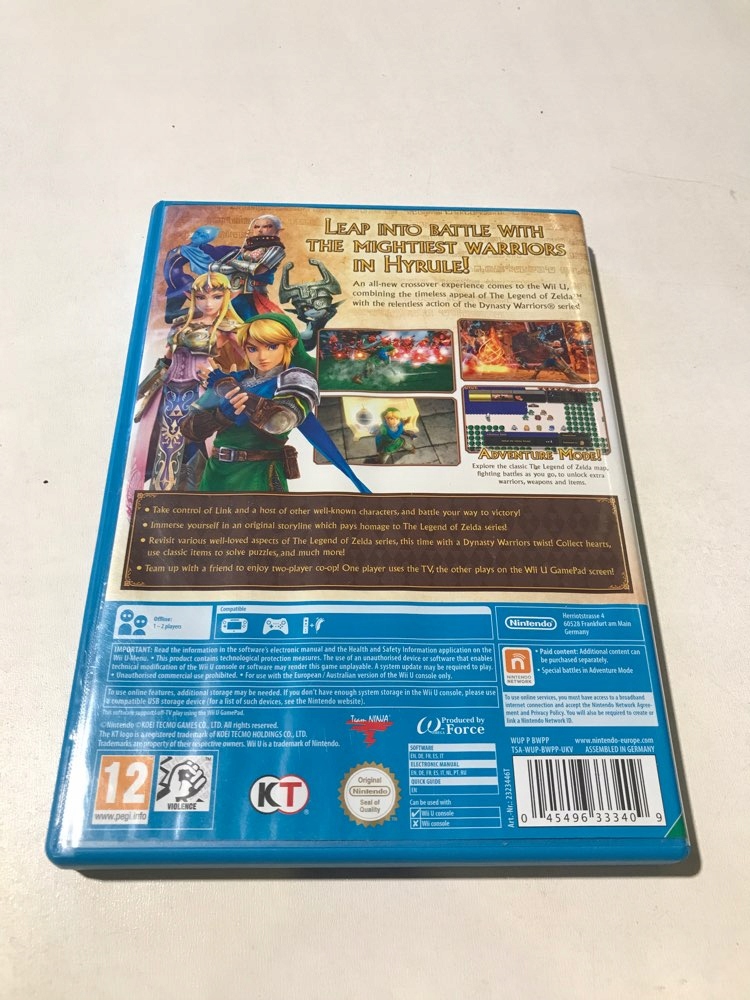 LEAP INTO BATTLE WITH
THE MIGHTIEST WARRIORS
IN HYRULE!
An all-new crossover experience comes to the Wii U,
combining the timeless appeal of The Legend of Zelda™
with the relentless action of the Dynasty Warriors® series!
ADVENTURE MODE!
Explore the classic The Legend of Zelda map,
fighting battles as you go, to unlock extra
warriors, weapons and items.
• Take control of Link and a host of other well-known characters, and battle your way to victory!
• Immerse yourself in an original storyline which pays homage to The Legend of Zelda series!
• Revisit various well-loved aspects of The Legend of Zelda series, this time with a Dynasty Warriors twist! Collect hearts,
use classic items to solve puzzles, and much more!
• Team up with a friend to enjoy two-player co-op! One player uses the TV, the other plays on the Wii U GamePad screen!
Offline:
1 – 2 players
Compatible
Nintendo
Herriotstrasse 4
60528 Frankfurt am Main
Germany
IMPORTANT: Read the information in the software's electronic manual and the Health and Safety Information application on the
Wii U Menu. • This product contains technological protection measures. The use of an unauthorised device or software that enables
technical modification of the Wii U console or software may render this game unplayable. A system update may be required to play.
• Unauthorised commercial use prohibited. • For use with the European / Australian version of the Wii U console only.
To use online features, additional storage may be needed. If you don't have enough system storage in the Wii U console, please use
a compatible USB storage device (for a list of such devices, see the Nintendo website).
This software supports off-TV play using the Wii U GamePad.
© Nintendo © KOEI TECMO GAMES CO., LTD. All rights reserved.
The KT logo is a registered trademark of KOEI TECMO HOLDINGS CO., LTD.
Trademarks are property of their respective owners. Wii U is a trademark of Nintendo.
n
NINTENDO
NETWORK
• Paid content: Additional content can
be purchased separately.
• Special battles in Adventure Mode
To use online services, you must have access to a broadband
internet connection and accept the Nintendo Network Agree-
ment and Privacy Policy. You will also be required to create or
link a Nintendo Network ID.
Team NINJA
Produced by
ω Force
12
www.pegi.info
VIOLENCE
KT
Original
Nintendo
Seal of
Quality
SOFTWARE
EN, DE, FR, ES, IT
ELECTRONIC MANUAL
EN, DE, FR, ES, IT, NL, PT, RU
QUICK GUIDE
EN
Can be used with
✓ Wii U console
✗ Wii console
WUP P BWPP
TSA-WUP-BWPP-UKV
www.nintendo-europe.com
ASSEMBLED IN GERMANY
Art.-Nr.: 2323446T
0 45496 33340 9